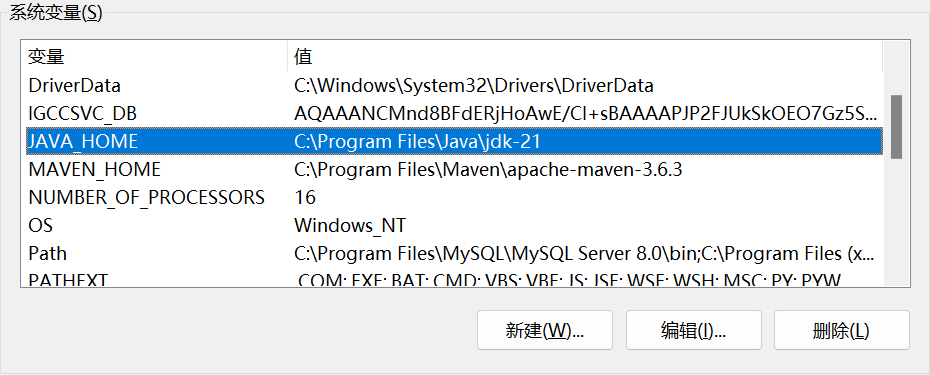 系统变量(S)
变量 值
DriverData C:\Windows\System32\Drivers\DriverData
IGCCSVC_DB AQAAANCMnd8BFdERjHoAwE/Cl+sBAAAAPJP2FJUkSkOEO7Gz5S...
JAVA_HOME C:\Program Files\Java\jdk-21
MAVEN_HOME C:\Program Files\Maven\apache-maven-3.6.3
NUMBER_OF_PROCESSORS 16
OS Windows_NT
Path C:\Program Files\MySQL\MySQL Server 8.0\bin;C:\Program Files (x...
PATHEXT .COM;.EXE;.BAT;.CMD;.VBS;.VBE;.JS;.JSE;.WSF;.WSH;.MSC;.PY;.PYW
新建(W)... 编辑(I)... 删除(L)